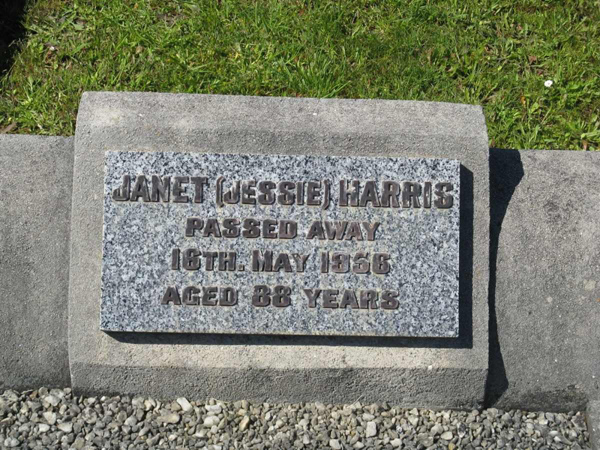 JANET (JESSIE) HARRIS
PASSED AWAY
16TH. MAY 1956
AGED 88 YEARS